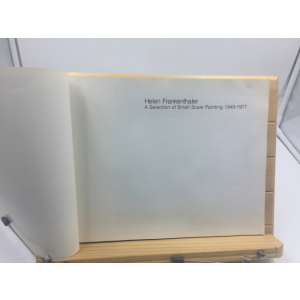 Helen Frankenthaler
A Selection of Small Scale Painting 1949-1977